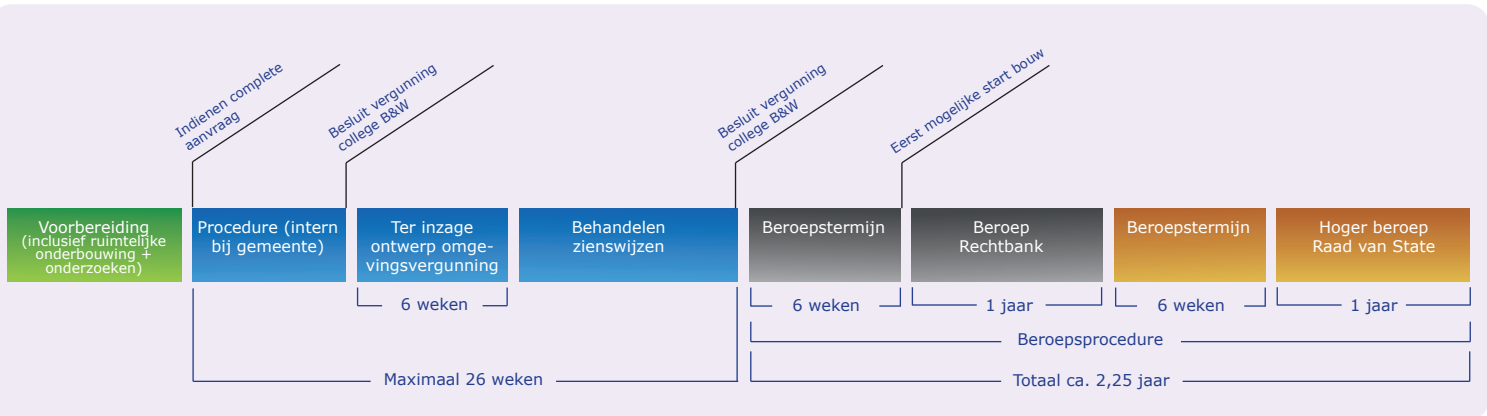 Indienen complete
aanvraag
Besluit vergunning
college B&W
Besluit vergunning
college B&W
Eerst mogelijke start bouw
Voorbereiding
(inclusief ruimtelijke
onderbouwing +
onderzoeken)
Procedure (intern
bij gemeente)
Ter inzage
ontwerp omge-
vingsvergunning
Behandelen
zienswijzen
Beroepstermijn
Beroep
Rechtbank
Beroepstermijn
Hoger beroep
Raad van State
6 weken
6 weken
1 jaar
6 weken
1 jaar
Beroepsprocedure
Maximaal 26 weken
Totaal ca. 2,25 jaar